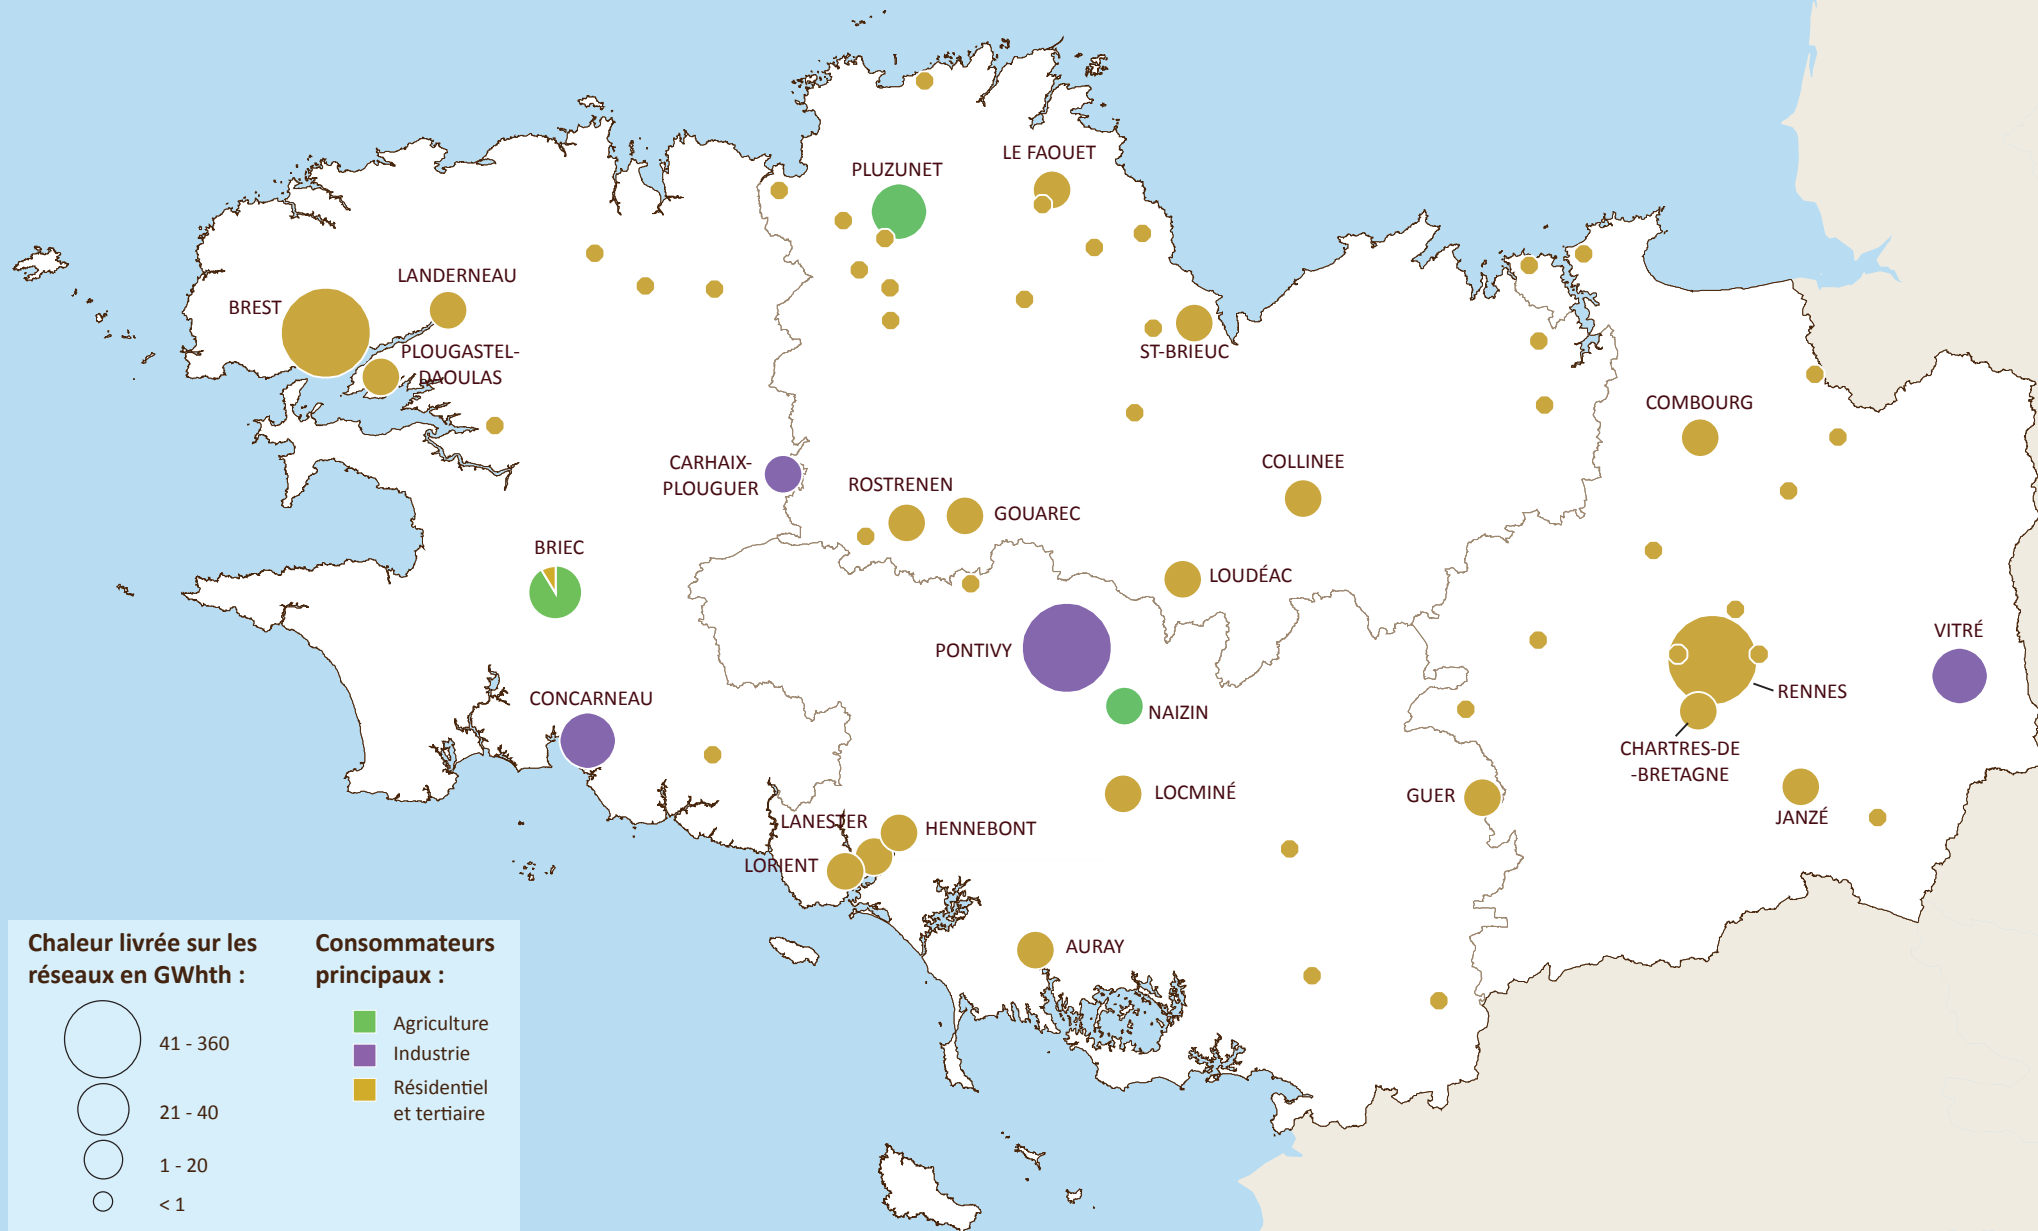 LE FAOUET
PLUZUNET
LANDERNEAU
BREST
PLOUGASTEL-
DAOULAS
ST-BRIEUC
COMBOURG
CARHAIX-
PLOUGUER
COLLINEE
ROSTRENEN
GOUAREC
BRIEC
LOUDÉAC
PONTIVY
VITRÉ
RENNES
CONCARNEAU
NAIZIN
CHARTRES-DE
-BRETAGNE
LOCMINÉ
GUER
JANZÉ
LANESTER
HENNEBONT
LORIENT
AURAY
Chaleur livrée sur les
réseaux en GWhth :
41 - 360
21 - 40
1 - 20
< 1
Consommateurs
principaux :
Agriculture
Industrie
Résidentiel
et tertiaire